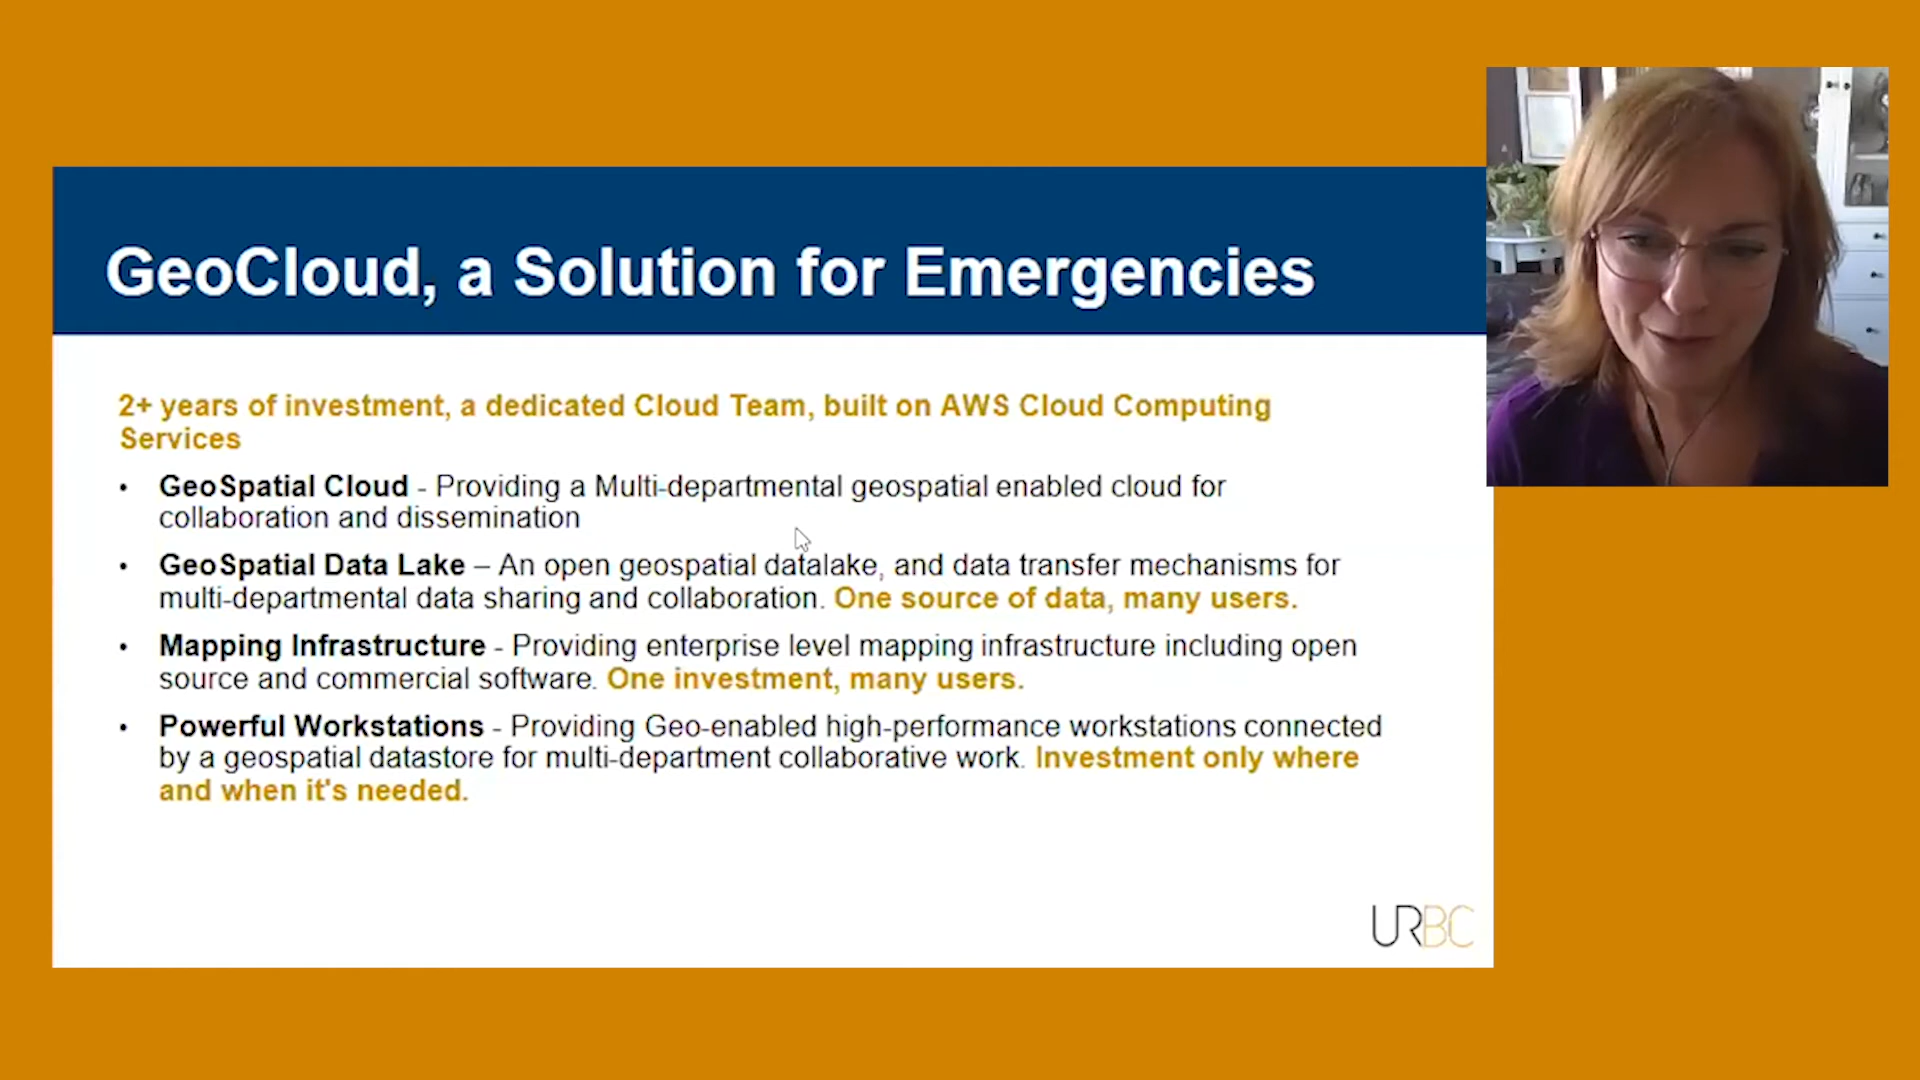 GeoCloud, a Solution for Emergencies
2+ years of investment, a dedicated Cloud Team, built on AWS Cloud Computing
Services
• GeoSpatial Cloud - Providing a Multi-departmental geospatial enabled cloud for
collaboration and dissemination
• GeoSpatial Data Lake – An open geospatial datalake, and data transfer mechanisms for
multi-departmental data sharing and collaboration. One source of data, many users.
• Mapping Infrastructure - Providing enterprise level mapping infrastructure including open
source and commercial software. One investment, many users.
• Powerful Workstations - Providing Geo-enabled high-performance workstations connected
by a geospatial datastore for multi-department collaborative work. Investment only where
and when it's needed.
URBC